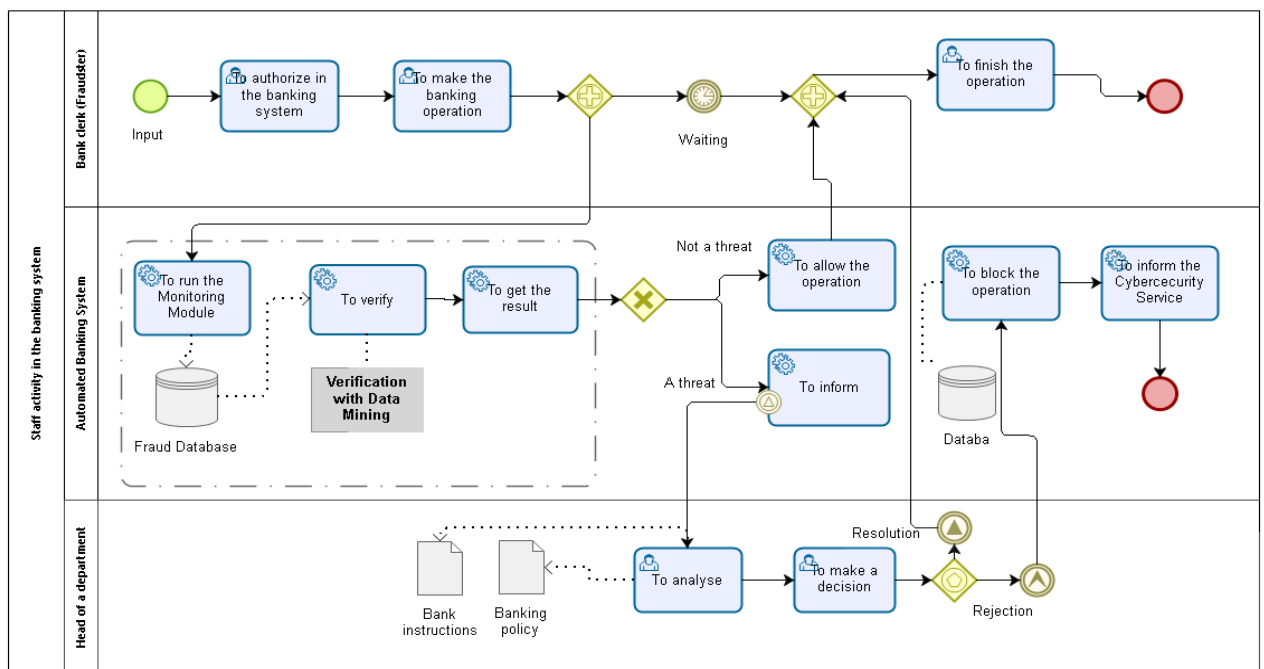 Staff activity in the banking system
Bank clerk (Fraudster)
Input
To authorize in
the banking
system
To make the
banking
operation
Waiting
To finish the
operation
Automated Banking System
To run the
Monitoring
Module
Fraud Database
To verify
Verification
with Data
Mining
To get the
result
Not a threat
A threat
To allow the
operation
To inform
To block the
operation
Databa
To inform the
Cybercecurity
Service
Head of a department
Bank
instructions
Banking
policy
To analyse
To make a
decision
Resolution
Rejection